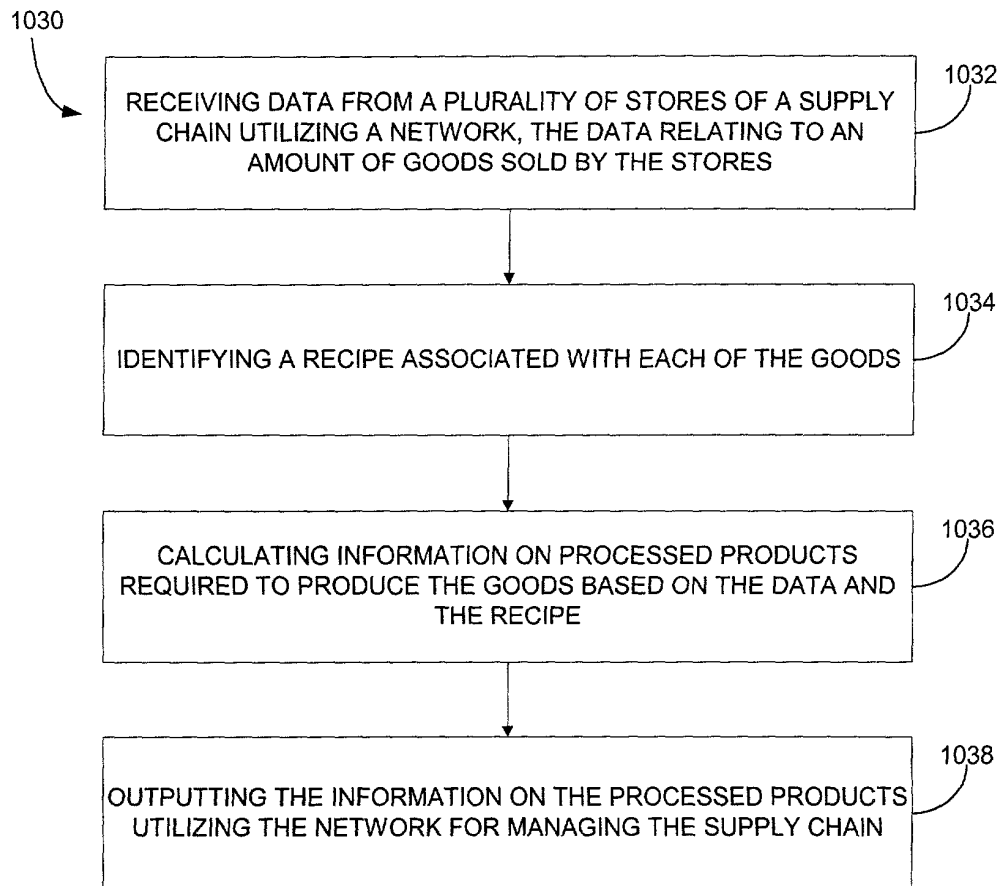 1030
1032
RECEIVING DATA FROM A PLURALITY OF STORES OF A SUPPLY
CHAIN UTILIZING A NETWORK, THE DATA RELATING TO AN
AMOUNT OF GOODS SOLD BY THE STORES
1034
IDENTIFYING A RECIPE ASSOCIATED WITH EACH OF THE GOODS
1036
CALCULATING INFORMATION ON PROCESSED PRODUCTS
REQUIRED TO PRODUCE THE GOODS BASED ON THE DATA AND
THE RECIPE
1038
OUTPUTTING THE INFORMATION ON THE PROCESSED PRODUCTS
UTILIZING THE NETWORK FOR MANAGING THE SUPPLY CHAIN